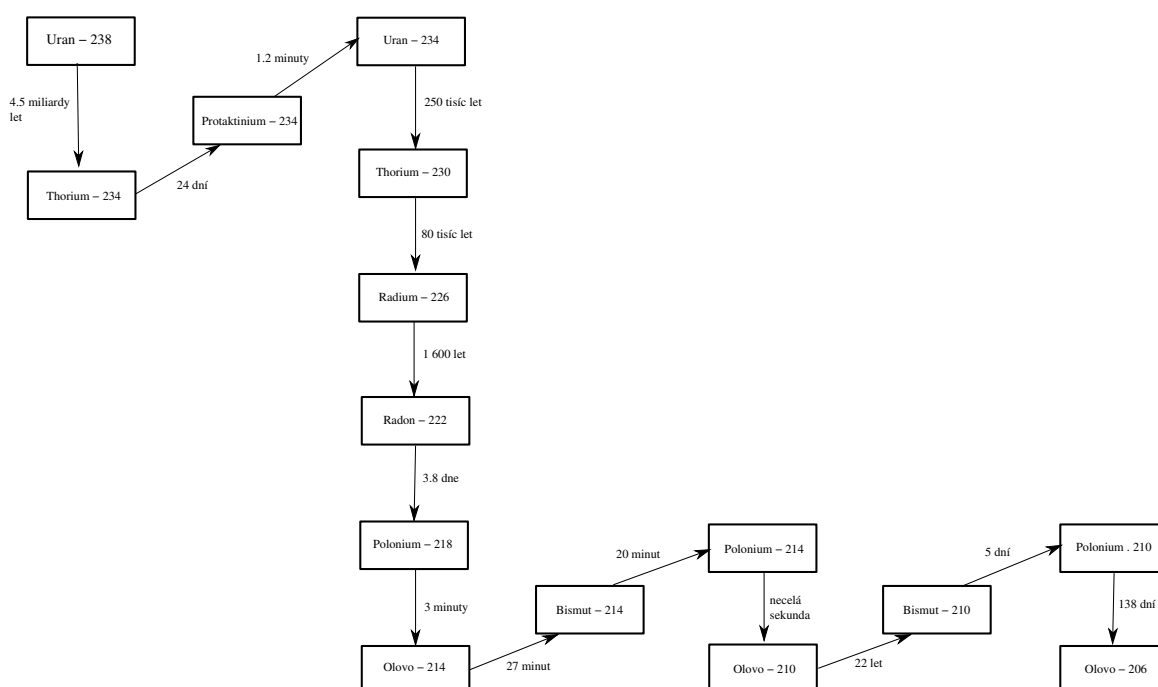 Uran − 238
4.5 miliardy
let
Thorium − 234
24 dní
Protaktinium − 234
1.2 minuty
Uran − 234
250 tisíc let
Thorium − 230
80 tisíc let
Radium − 226
1 600 let
Radon − 222
3.8 dne
Polonium − 218
3 minuty
Olovo − 214
27 minut
Bismut − 214
20 minut
Polonium − 214
necelá
sekunda
Olovo − 210
22 let
Bismut − 210
5 dní
Polonium . 210
138 dní
Olovo − 206